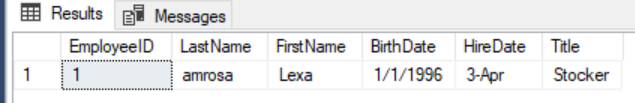 Results Messages
EmployeeID LastName FirstName BirthDate HireDate Title
1 1 amrosa Lexa 1/1/1996 3-Apr Stocker